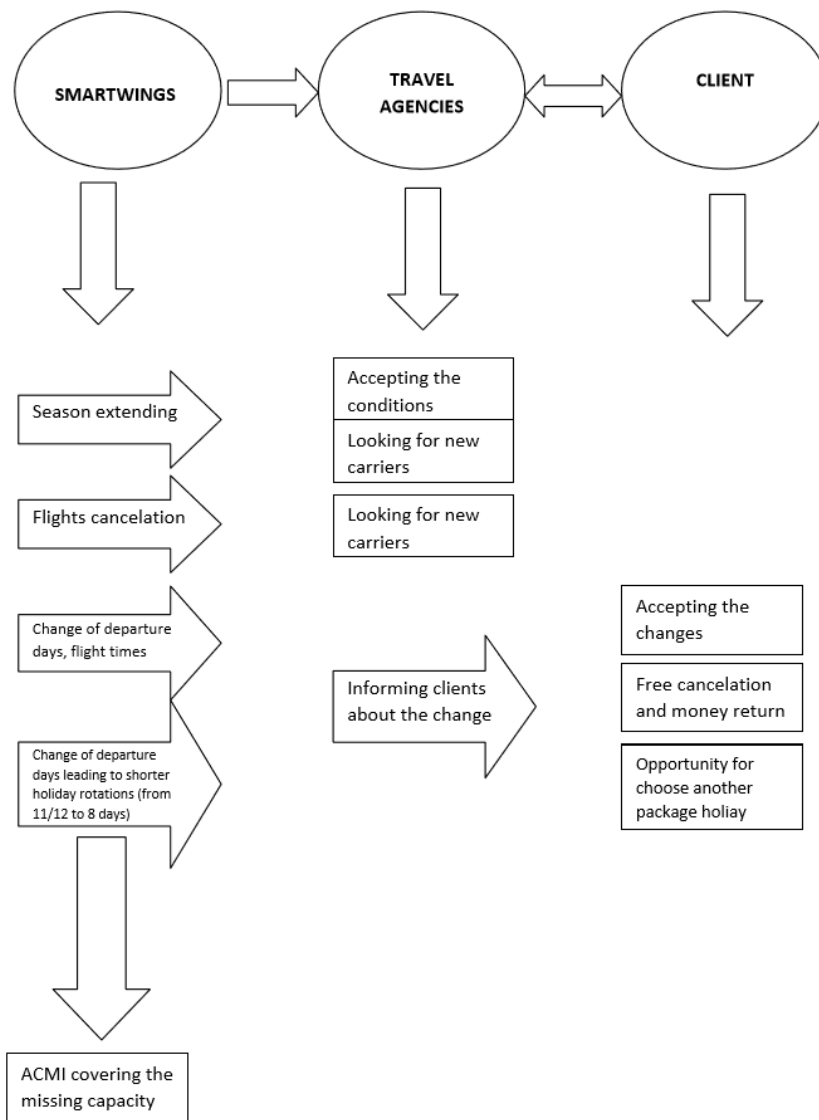 SMARTWINGS
TRAVEL
AGENCIES
CLIENT
Season extending
Accepting the
conditions
Looking for new
carriers
Flights cancelation
Looking for new
carriers
Change of departure
days, flight times
Informing clients
about the change
Accepting the
changes
Free cancelation
and money return
Change of departure
days leading to shorter
holiday rotations (from
11/12 to 8 days)
Opportunity for
choose another
package holiay
ACMI covering the
missing capacity